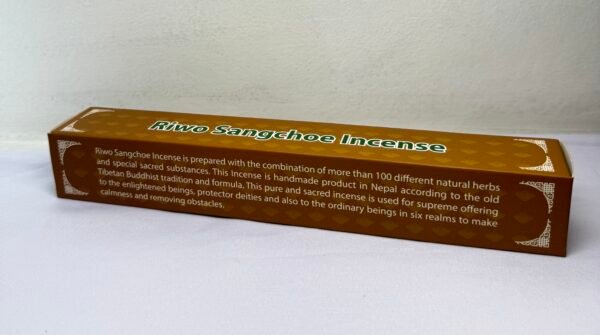 Riwo Sangchoe Incense
Riwo Sangchoe Incense is prepared with the combination of more than 100 different natural herbs
and special sacred substances. This Incense is handmade product in Nepal according to the old
Tibetan Buddhist tradition and formula. This pure and sacred incense is used for supreme offering
to the enlightened beings, protector deities and also to the ordinary beings in six realms to make
calmness and removing obstacles.